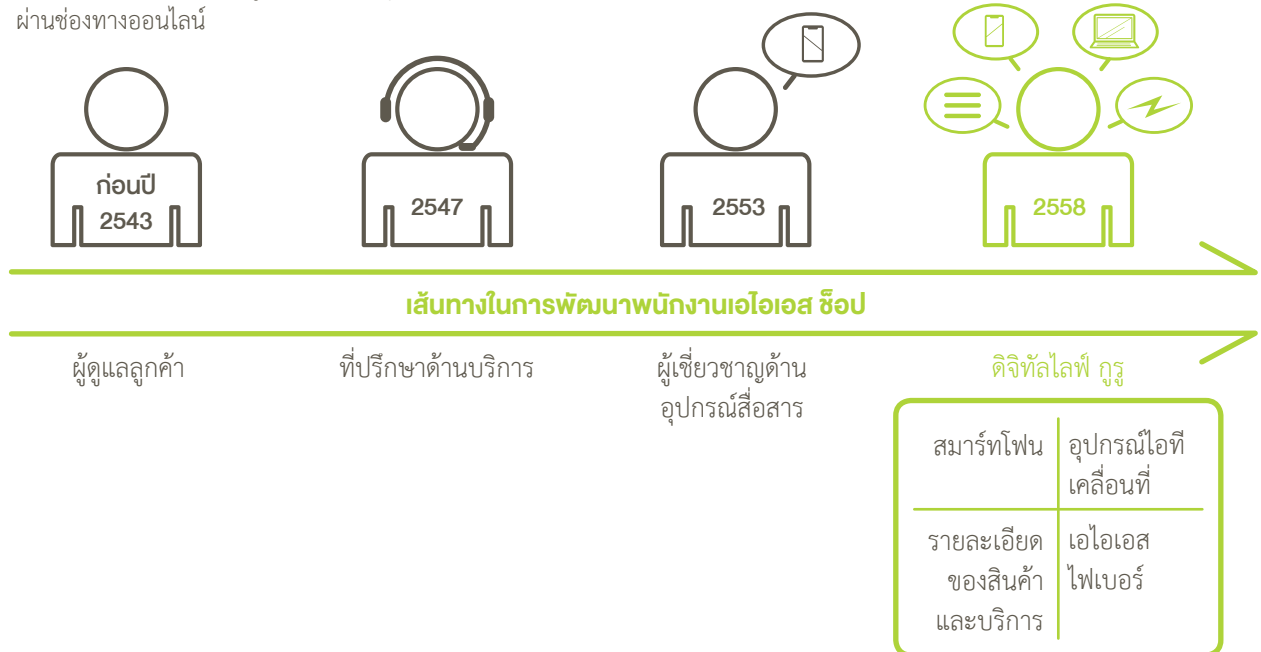 ผ่านช่องทางออนไลน์
ก่อนปี
2543
2547
2553
2558
เส้นทางในการพัฒนาพนักงานเอไอเอส ช็อป
ผู้ดูแลลูกค้า
ที่ปรึกษาด้านบริการ
ผู้เชี่ยวชาญด้าน
อุปกรณ์สื่อสาร
ดิจิทัลไลฟ์ กูรู
สมาร์ทโฟน
อุปกรณ์ไอที
เคลื่อนที่
รายละเอียด
ของสินค้า
และบริการ
เอไอเอส
ไฟเบอร์